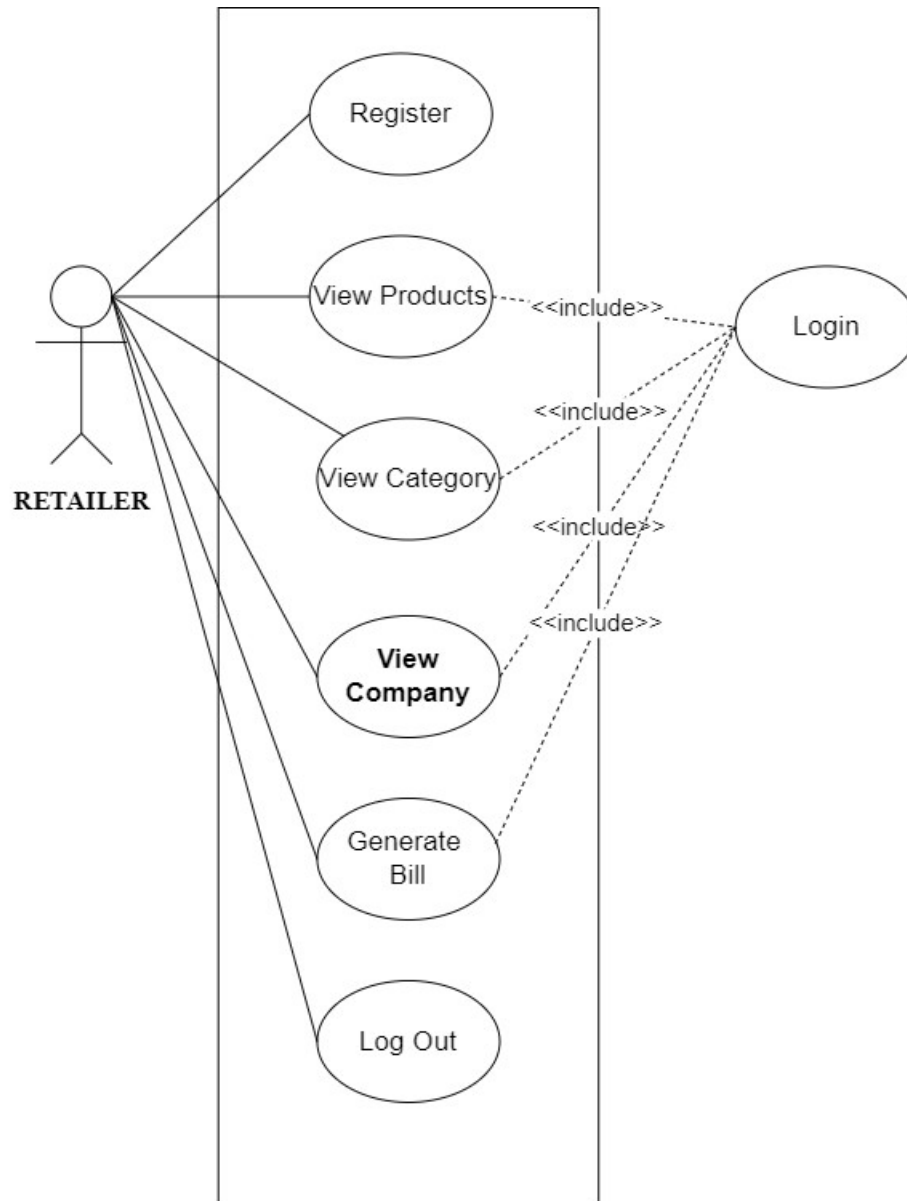 Register
View Products
<<include>>
Login
<<include>>
View Category
RETAILER
<<include>>
<<include>>
View
Company
Generate
Bill
Log Out